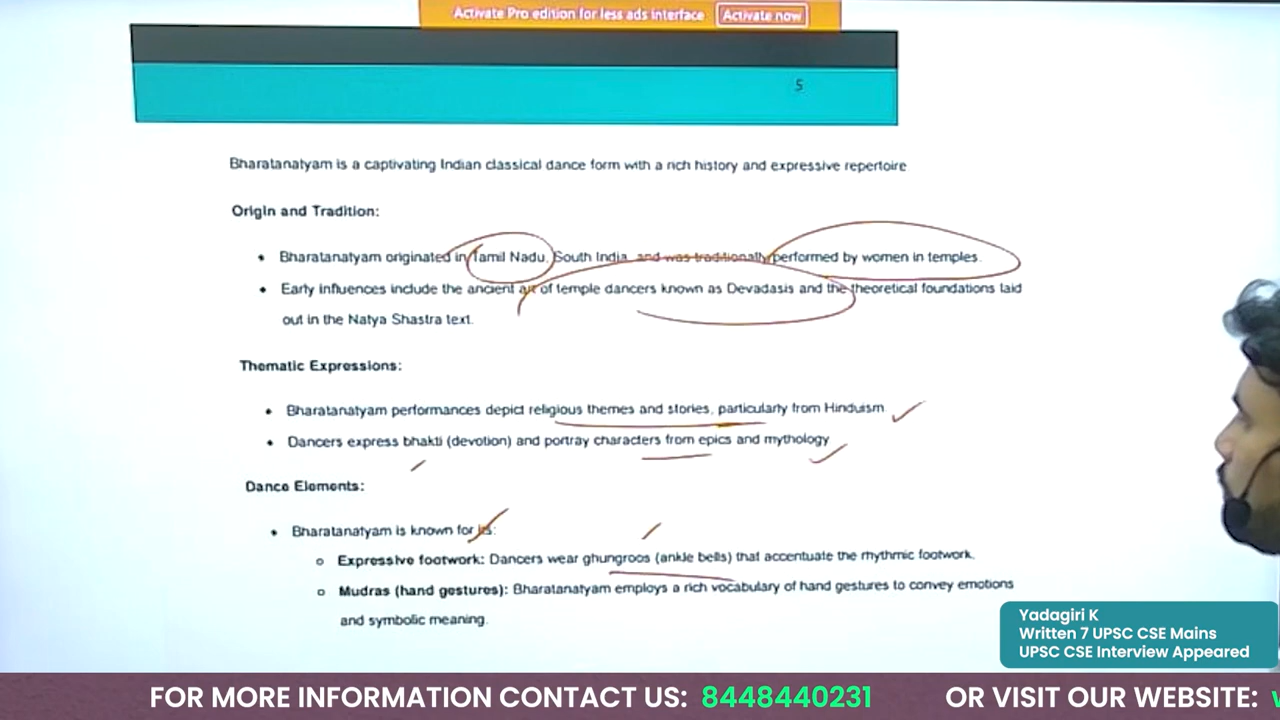 Activate Pro edition for less ads interface Activate now
5
Bharatanatyam is a captivating Indian classical dance form with a rich history and expressive repertoire
Origin and Tradition:
• Bharatanatyam originated in Tamil Nadu, South India, and was traditionally performed by women in temples.
• Early influences include the ancient art of temple dancers known as Devadasis and the theoretical foundations laid
out in the Natya Shastra text.
Thematic Expressions:
• Bharatanatyam performances depict religious themes and stories, particularly from Hinduism
• Dancers express bhakti (devotion) and portray characters from epics and mythology
Dance Elements:
• Bharatanatyam is known for its:
o Expressive footwork: Dancers wear ghungroos (ankle bells) that accentuate the rhythmic footwork.
o Mudras (hand gestures): Bharatanatyam employs a rich vocabulary of hand gestures to convey emotions
and symbolic meaning.
Yadagiri K
Written 7 UPSC CSE Mains
UPSC CSE Interview Appeared
FOR MORE INFORMATION CONTACT US: 8448440231 OR VISIT OUR WEBSITE: